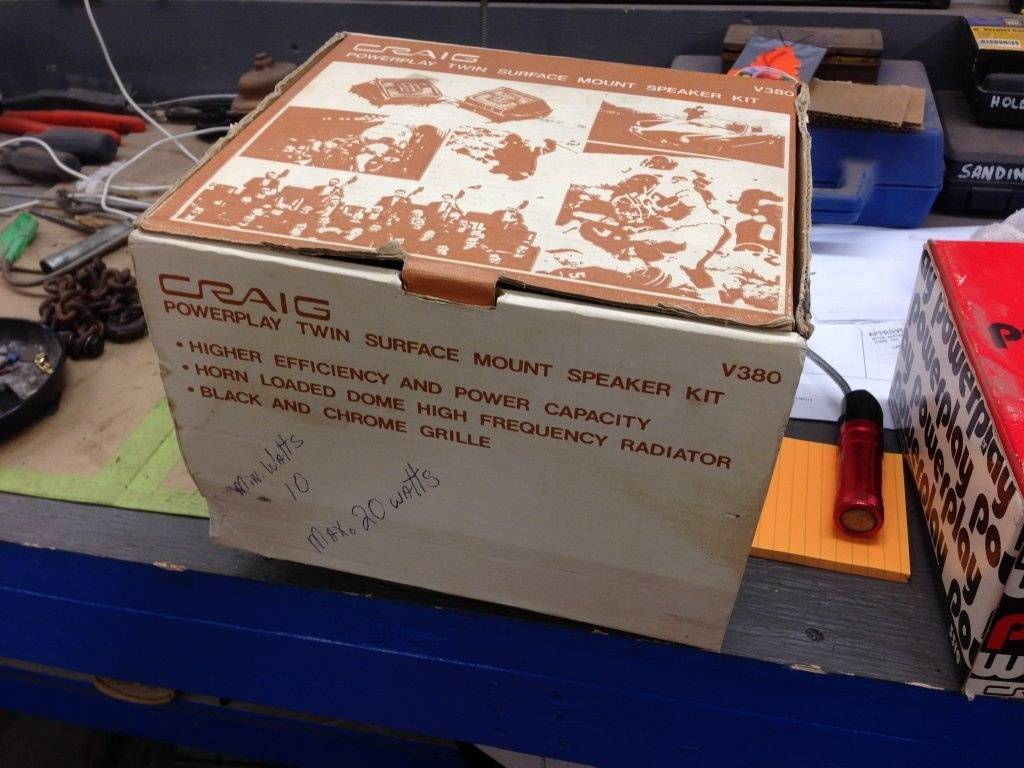 CRAIG
POWERPLAY TWIN SURFACE MOUNT SPEAKER KIT
V380
CRAIG
POWERPLAY TWIN SURFACE MOUNT SPEAKER KIT
V380
• HIGHER EFFICIENCY AND POWER CAPACITY
• HORN LOADED DOME HIGH FREQUENCY RADIATOR
• BLACK AND CHROME GRILLE
MIN. WATTS
10
MAX. 20 WATTS
SANDIN
powerplay
powerplay